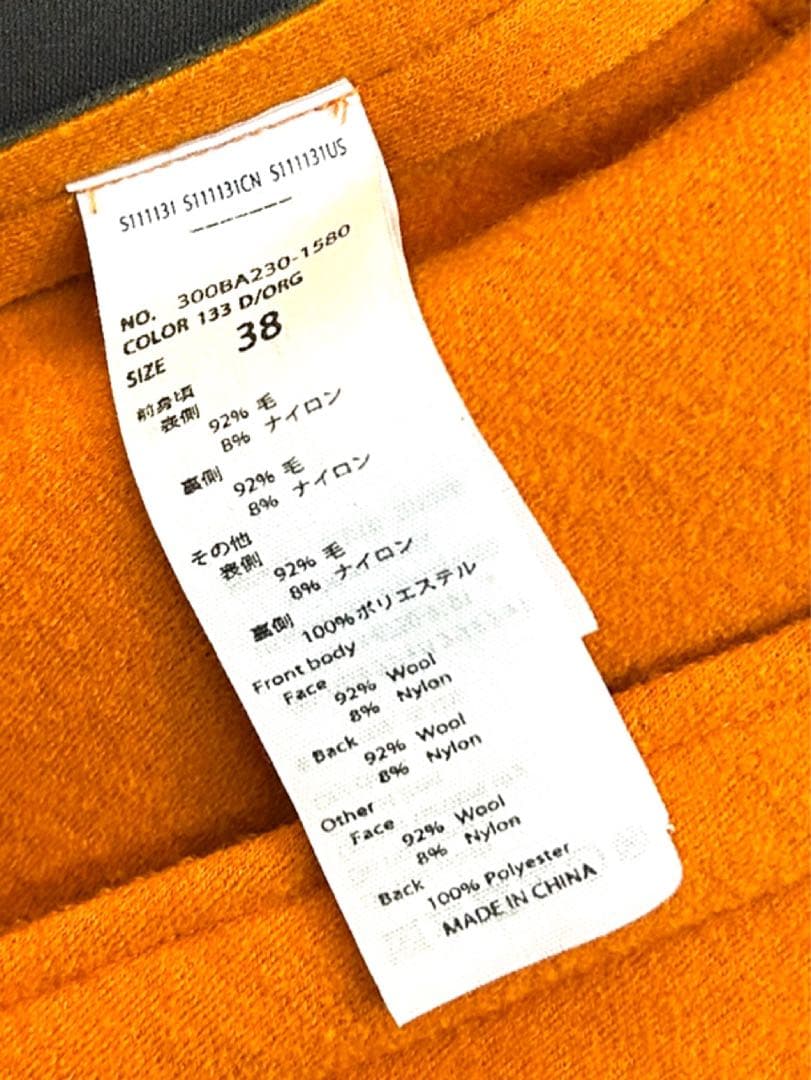 S111131 S111131CN S111131US
--------
NO. 300BA230-1580
COLOR 133 D/ORG
SIZE 38
前身頃
表側 92% 毛
8% ナイロン
裏側 92% 毛
8% ナイロン
その他
表側 92% 毛
8% ナイロン
裏側 100%ポリエステル
Front body
Face 92% Wool
8% Nylon
Back 92% Wool
8% Nylon
Other
Face 92% Wool
8% Nylon
Back 100% Polyester
MADE IN CHINA